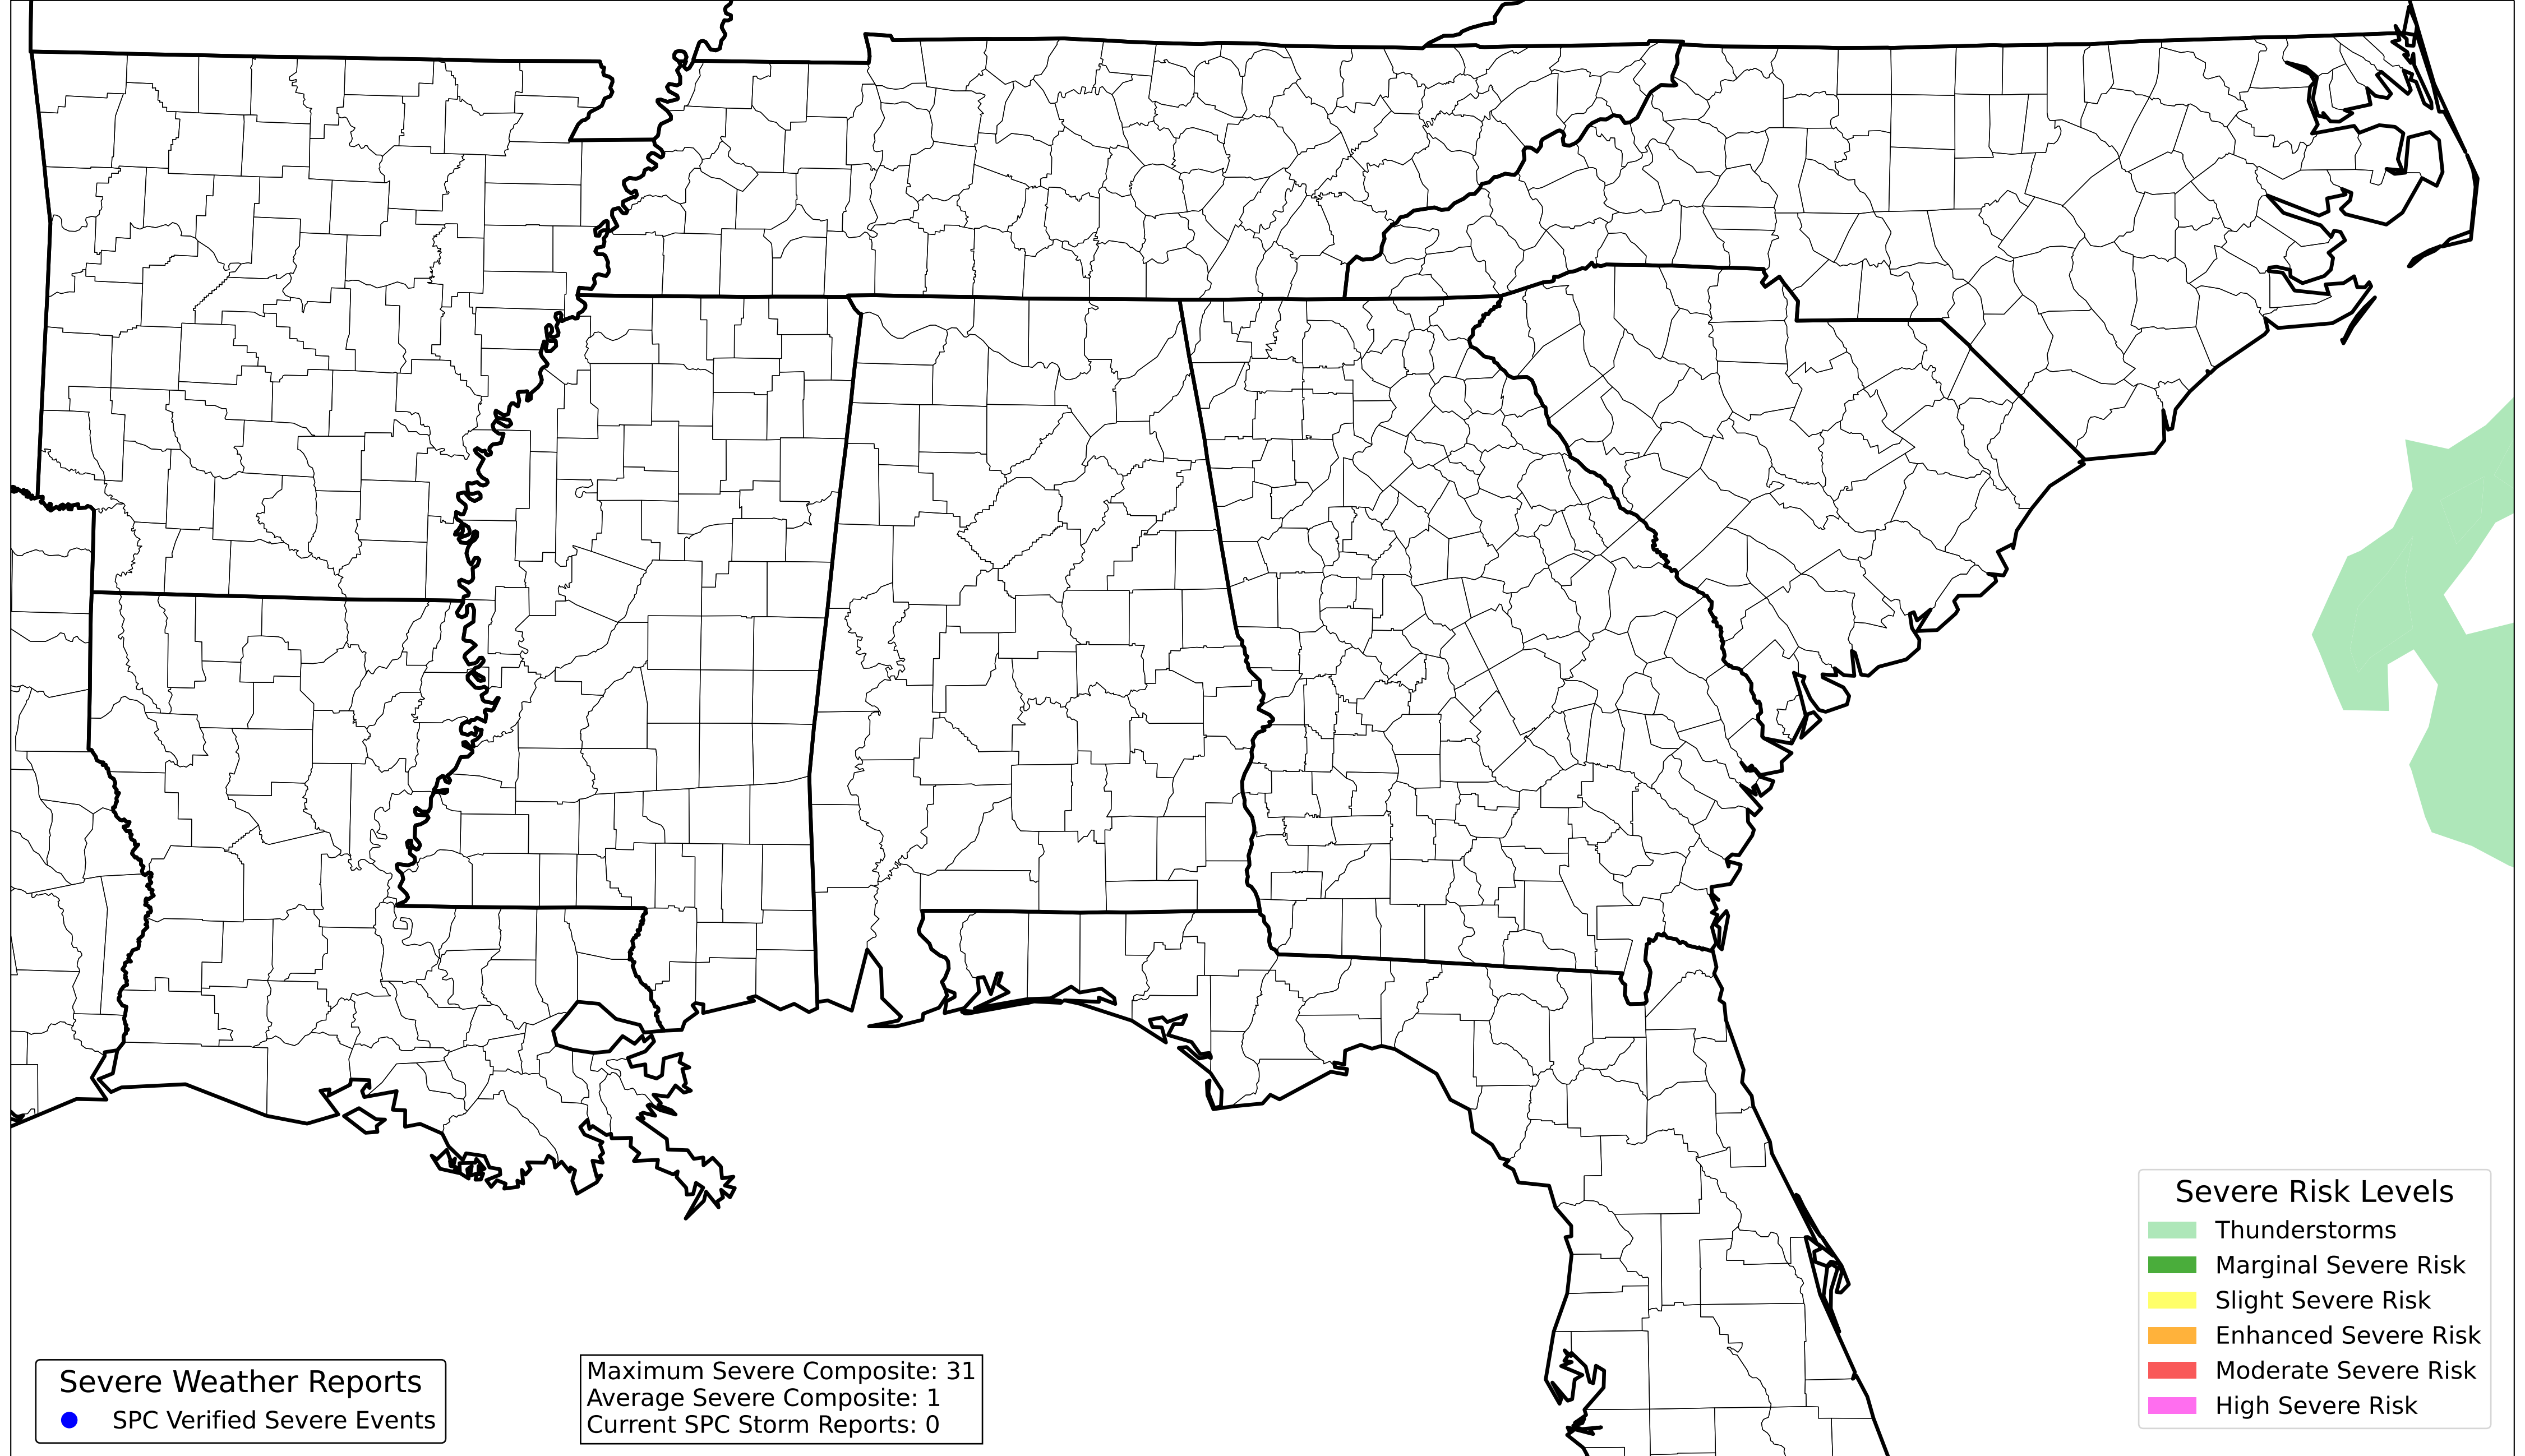 Severe Risk Levels
Thunderstorms
Marginal Severe Risk
Slight Severe Risk
Enhanced Severe Risk
Moderate Severe Risk
High Severe Risk
Severe Weather Reports
SPC Verified Severe Events
Maximum Severe Composite: 31
Average Severe Composite: 1
Current SPC Storm Reports: 0